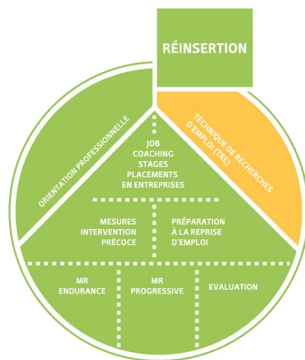 RÉINSERTION
ORIENTATION PROFESSIONNELLE
TECHNIQUE DE RECHERCHES
D'EMPLOI (TRE)
JOB
COACHING
STAGES
PLACEMENTS
EN ENTREPRISES
MESURES
INTERVENTION
PRÉCOCE
PRÉPARATION
À LA REPRISE
D'EMPLOI
MR
ENDURANCE
MR
PROGRESSIVE
EVALUATION